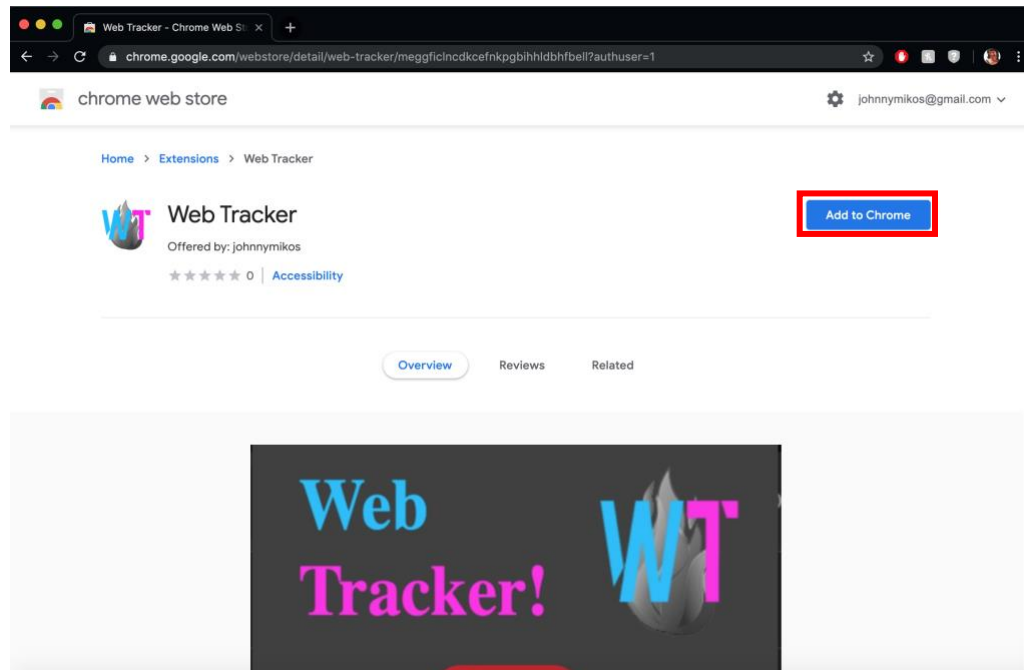 Web Tracker - Chrome Web St
chrome.google.com/webstore/detail/web-tracker/meggficlncdkcefnkpgbihhldbhfbell?authuser=1
chrome web store
johnnymikos@gmail.com
Home > Extensions > Web Tracker
WT
Web Tracker
Add to Chrome
Offered by: johnnymikos
0 | Accessibility
Overview Reviews Related
Web
Tracker!
WT